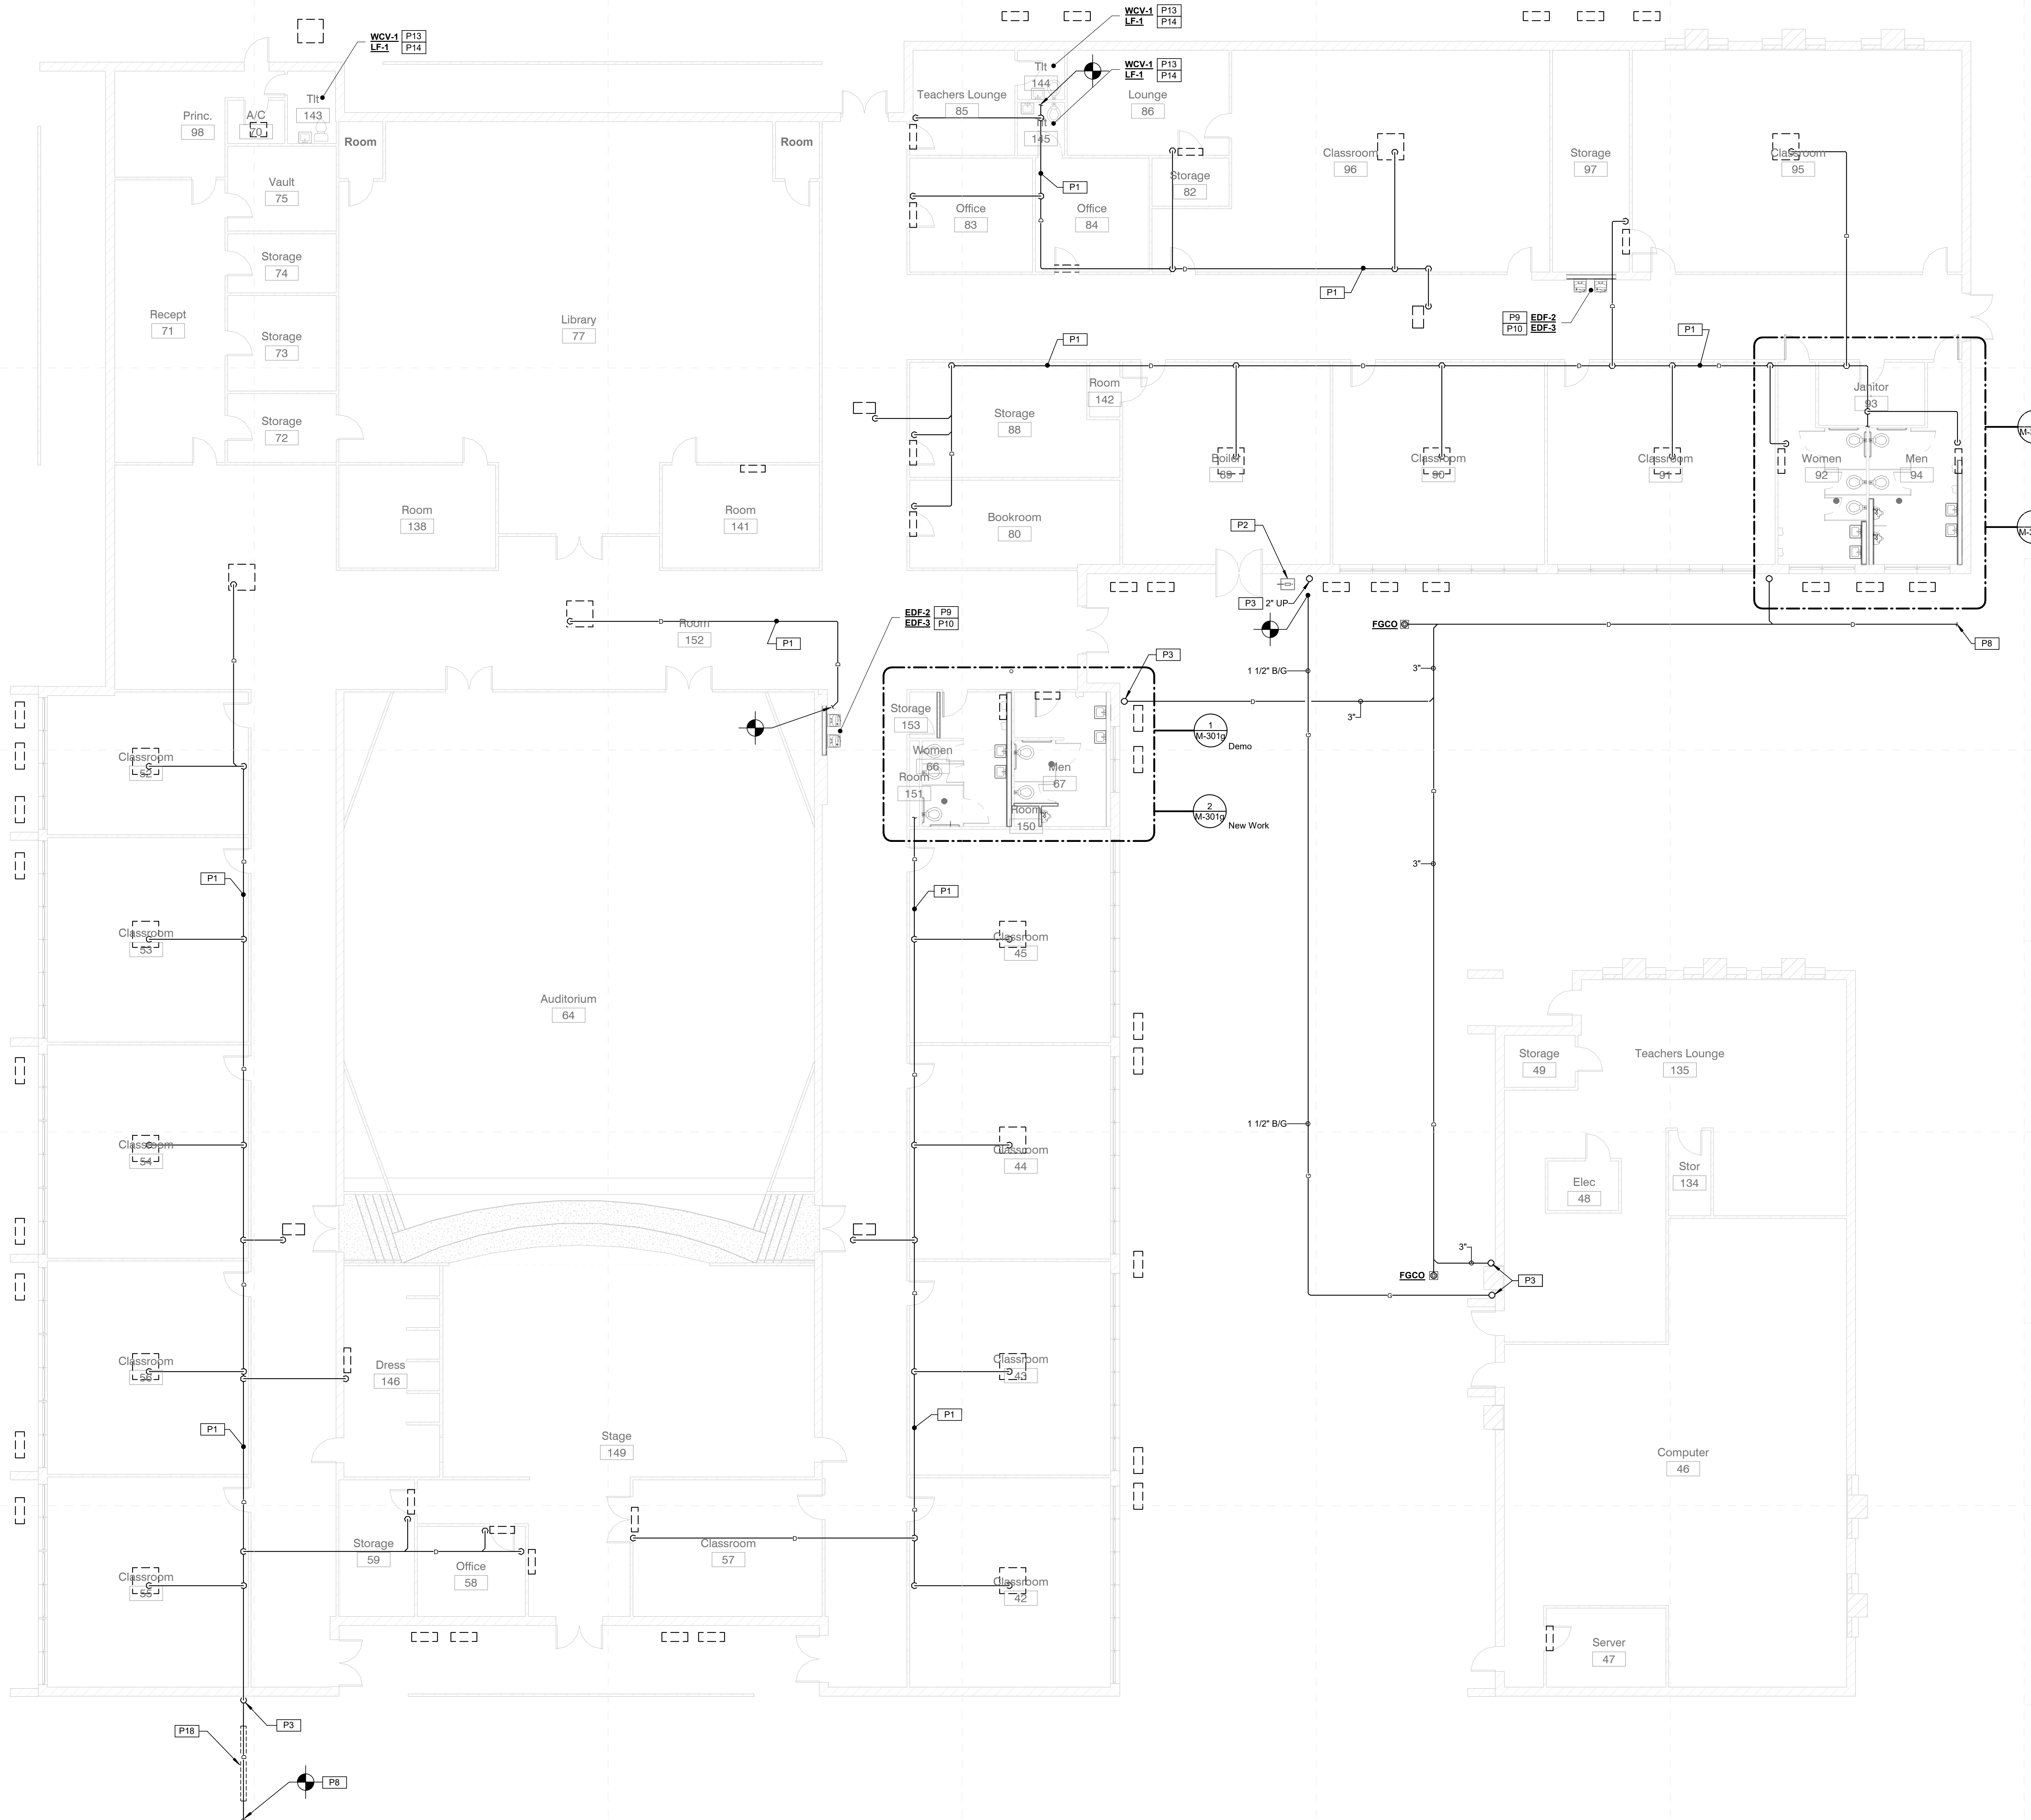 WCV-1 P13
LF-1 P14
WCV-1 P13
LF-1 P14
WCV-1 P13
LF-1 P14
Princ.
98
A/C
70
Tlt
143
Room
Room
Teachers Lounge
85
Tlt
144
Tlt
145
Lounge
86
Classroom
96
Storage
97
Classroom
95
Vault
75
Storage
82
P1
Office
83
Office
84
Storage
74
Recept
71
Storage
73
Library
77
P1
P9 EDF-2
P10 EDF-3
P1
P1
Room
142
Janitor
93
Storage
72
Storage
88
Boiler
89
Classroom
90
Classroom
91
Women
92
Men
94
Room
138
Room
141
Bookroom
80
P2
P3 2" UP
EDF-2 P9
EDF-3 P10
Room
152
P1
FGCO
P8
P3
1 1/2" B/G
3"
3"
Storage
153
Women
66
Men
67
Room
151
Room
150
1
M-301g
Demo
2
M-301g
New Work
Classroom
52
3"
P1
P1
Classroom
53
Classroom
45
Auditorium
64
Storage
49
Teachers Lounge
135
1 1/2" B/G
Classroom
54
Classroom
44
Elec
48
Stor
134
3"
FGCO
P3
Classroom
56
Dress
146
Classroom
43
P1
P1
Stage
149
Computer
46
Storage
59
Office
58
Classroom
57
Classroom
55
Classroom
42
Server
47
P3
P18
P8